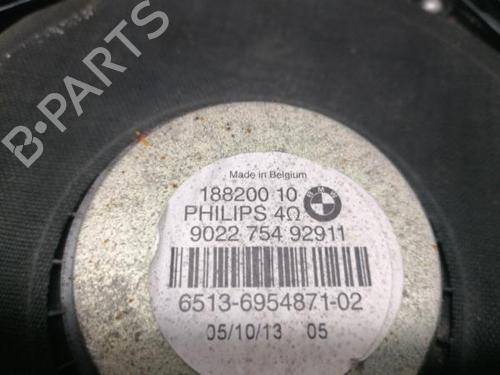 B-PARTS
Made in Belgium
188200 10
BMW
PHILIPS 4Ω
9022 754 92911
6513-6954871-02
05/10/13 05